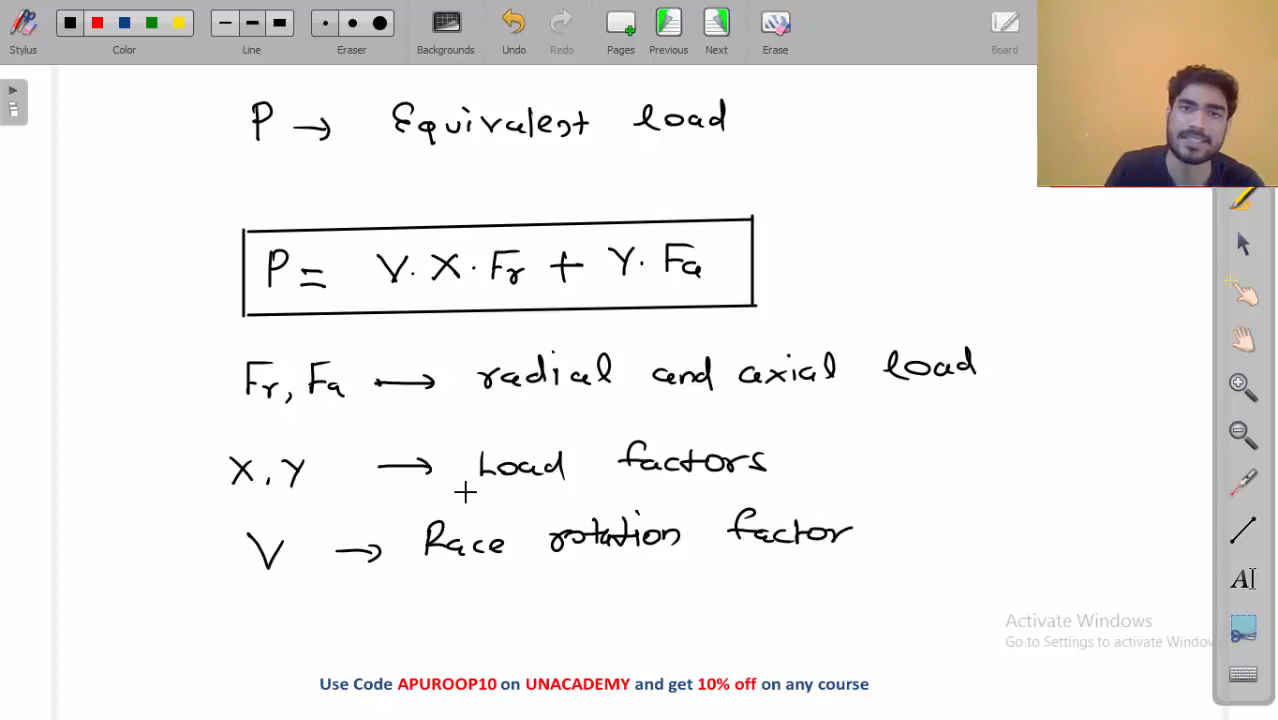 Stylus Color Line Eraser Backgrounds Undo Redo Pages Previous Next Erase Board
P → Equivalent load
P = V. X. Fr + Y. Fa
Fr, Fa → radial and axial load
X, Y → Load factors
V → Race rotation factor
A
Activate Windows
Go to Settings to activate Window
Use Code APUROOP10 on UNACADEMY and get 10% off on any course